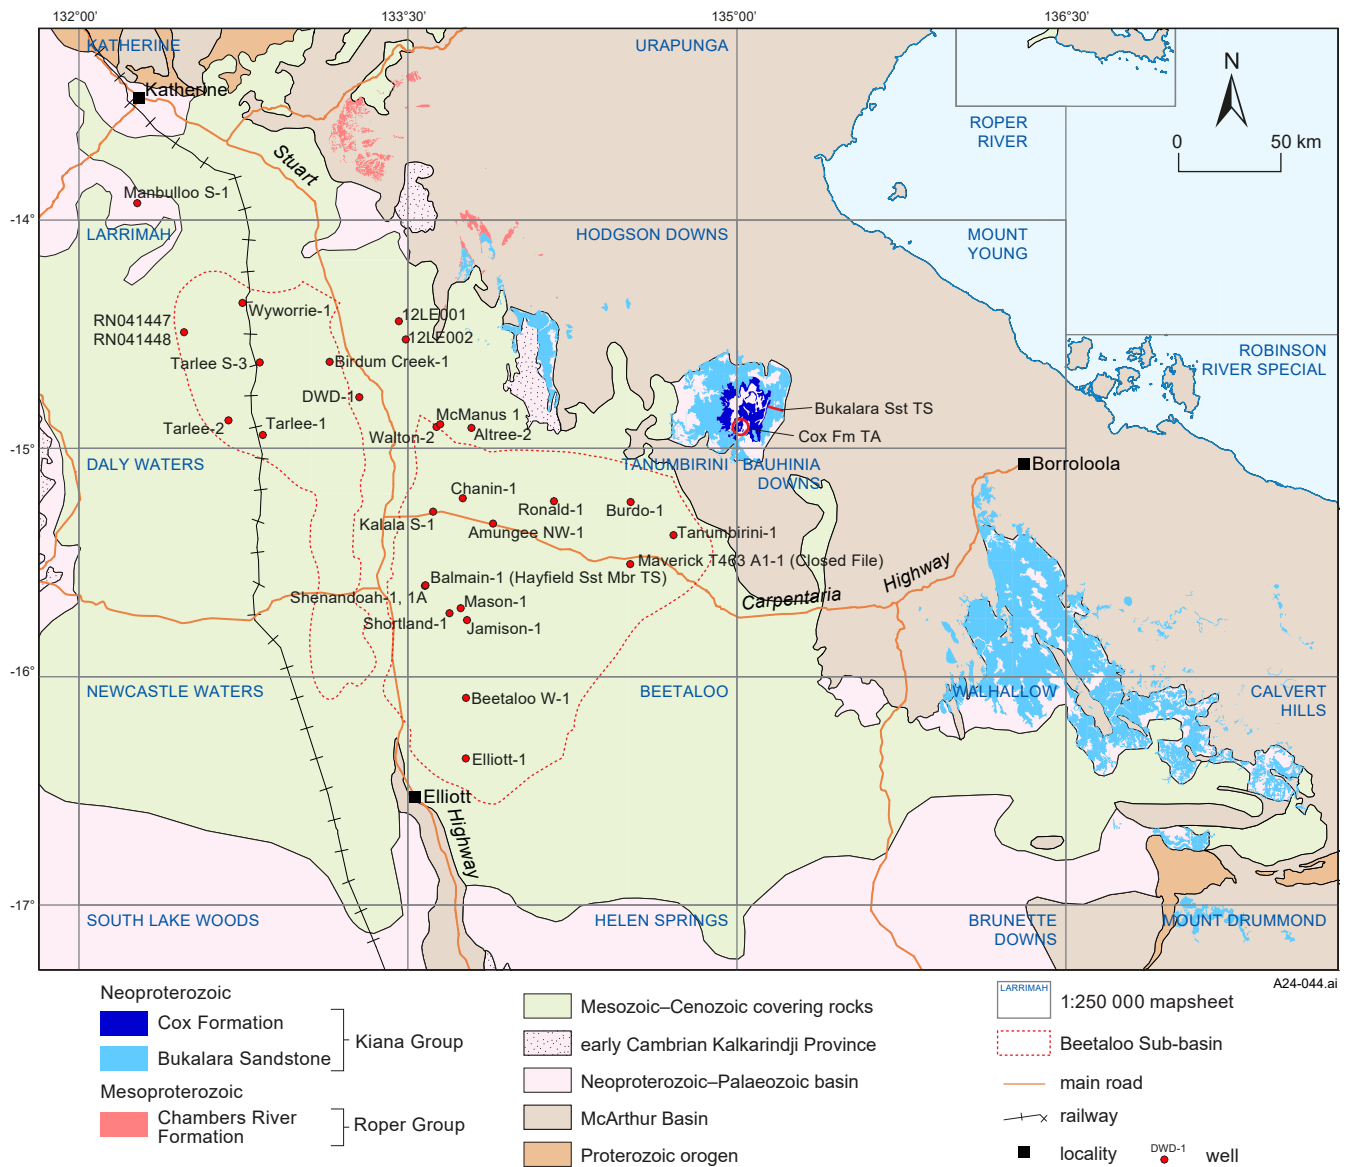 132°00'
133°30'
135°00'
136°30'
KATHERINE
URAPUNGA
N
Katherine
ROPER
RIVER
0
50 km
Stuart
Manbulloo S-1
-14°
LARRIMAH
HODGSON DOWNS
MOUNT
YOUNG
Wyworrie-1
12LE001
RN041447
RN041448
12LE002
Tarlee S-3
Birdum Creek-1
ROBINSON
RIVER SPECIAL
DWD-1
McManus 1
Bukalara Sst TS
Tarlee-2
Tarlee-1
Walton-2
Altree-2
Cox Fm TA
-15°
DALY WATERS
TANUMBIRINI
BAUHINIA
DOWNS
Borroloola
Chanin-1
Ronald-1
Burdo-1
Kalala S-1
Amungee NW-1
Tanumbirini-1
Maverick T463 A1-1 (Closed File)
Highway
Balmain-1 (Hayfield Sst Mbr TS)
Shenandoah-1, 1A
Mason-1
Carpentaria
Shortland-1
Jamison-1
-16°
NEWCASTLE WATERS
BEETALOO
WALHALLOW
CALVERT
HILLS
Beetaloo W-1
Elliott-1
Elliott
Highway
-17°
SOUTH LAKE WOODS
HELEN SPRINGS
BRUNETTE
DOWNS
MOUNT DRUMMOND
A24-044.ai
Neoproterozoic
Cox Formation
Bukalara Sandstone
Kiana Group
Mesoproterozoic
Chambers River
Formation
Roper Group
Mesozoic–Cenozoic covering rocks
early Cambrian Kalkarindji Province
Neoproterozoic–Palaeozoic basin
McArthur Basin
Proterozoic orogen
LARRIMAH
1:250 000 mapsheet
Beetaloo Sub-basin
main road
railway
locality
DWD-1
well